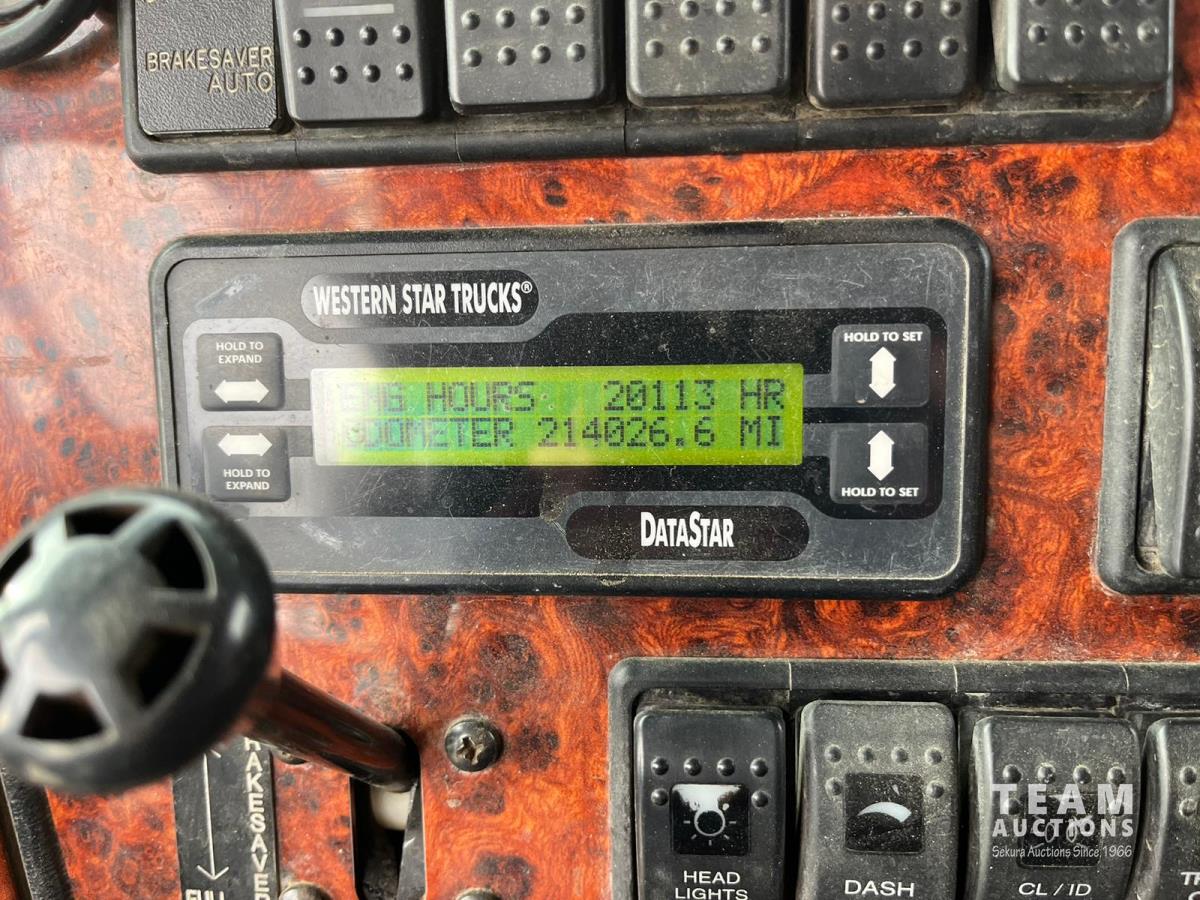 BRAKESAVER
AUTO
WESTERN STAR TRUCKS®
HOLD TO
EXPAND
HOLD TO SET
ENG HOURS 20113 HR
ODOMETER 214026.6 MI
HOLD TO
EXPAND
HOLD TO SET
DATASTAR
BRAKESAVER
FULL
HEAD
LIGHTS
DASH
CL / ID
TEAM
AUCTIONS
Sekura Auctions Since, 1966